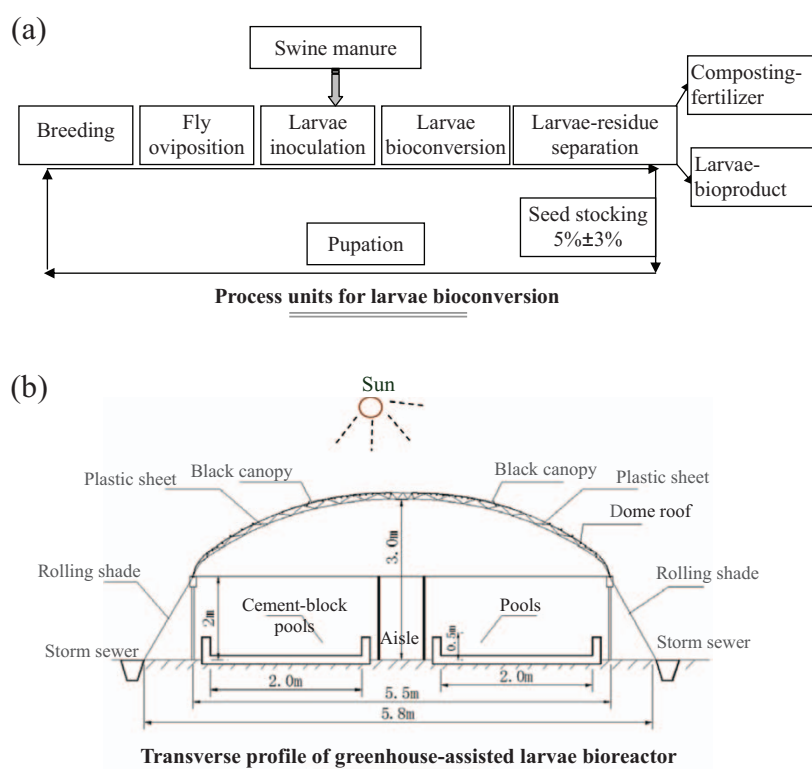 (a)
Swine manure
Composting-
fertilizer
Breeding
Fly
oviposition
Larvae
inoculation
Larvae
bioconversion
Larvae-residue
separation
Larvae-
bioproduct
Seed stocking
5%±3%
Pupation
Process units for larvae bioconversion
(b)
Sun
Black canopy
Black canopy
Plastic sheet
Plastic sheet
Dome roof
3.0m
Rolling shade
Rolling shade
2m
Cement-block
pools
Aisle
0.5m
Pools
Storm sewer
Storm sewer
2.0m
2.0m
5.5m
5.8m
Transverse profile of greenhouse-assisted larvae bioreactor